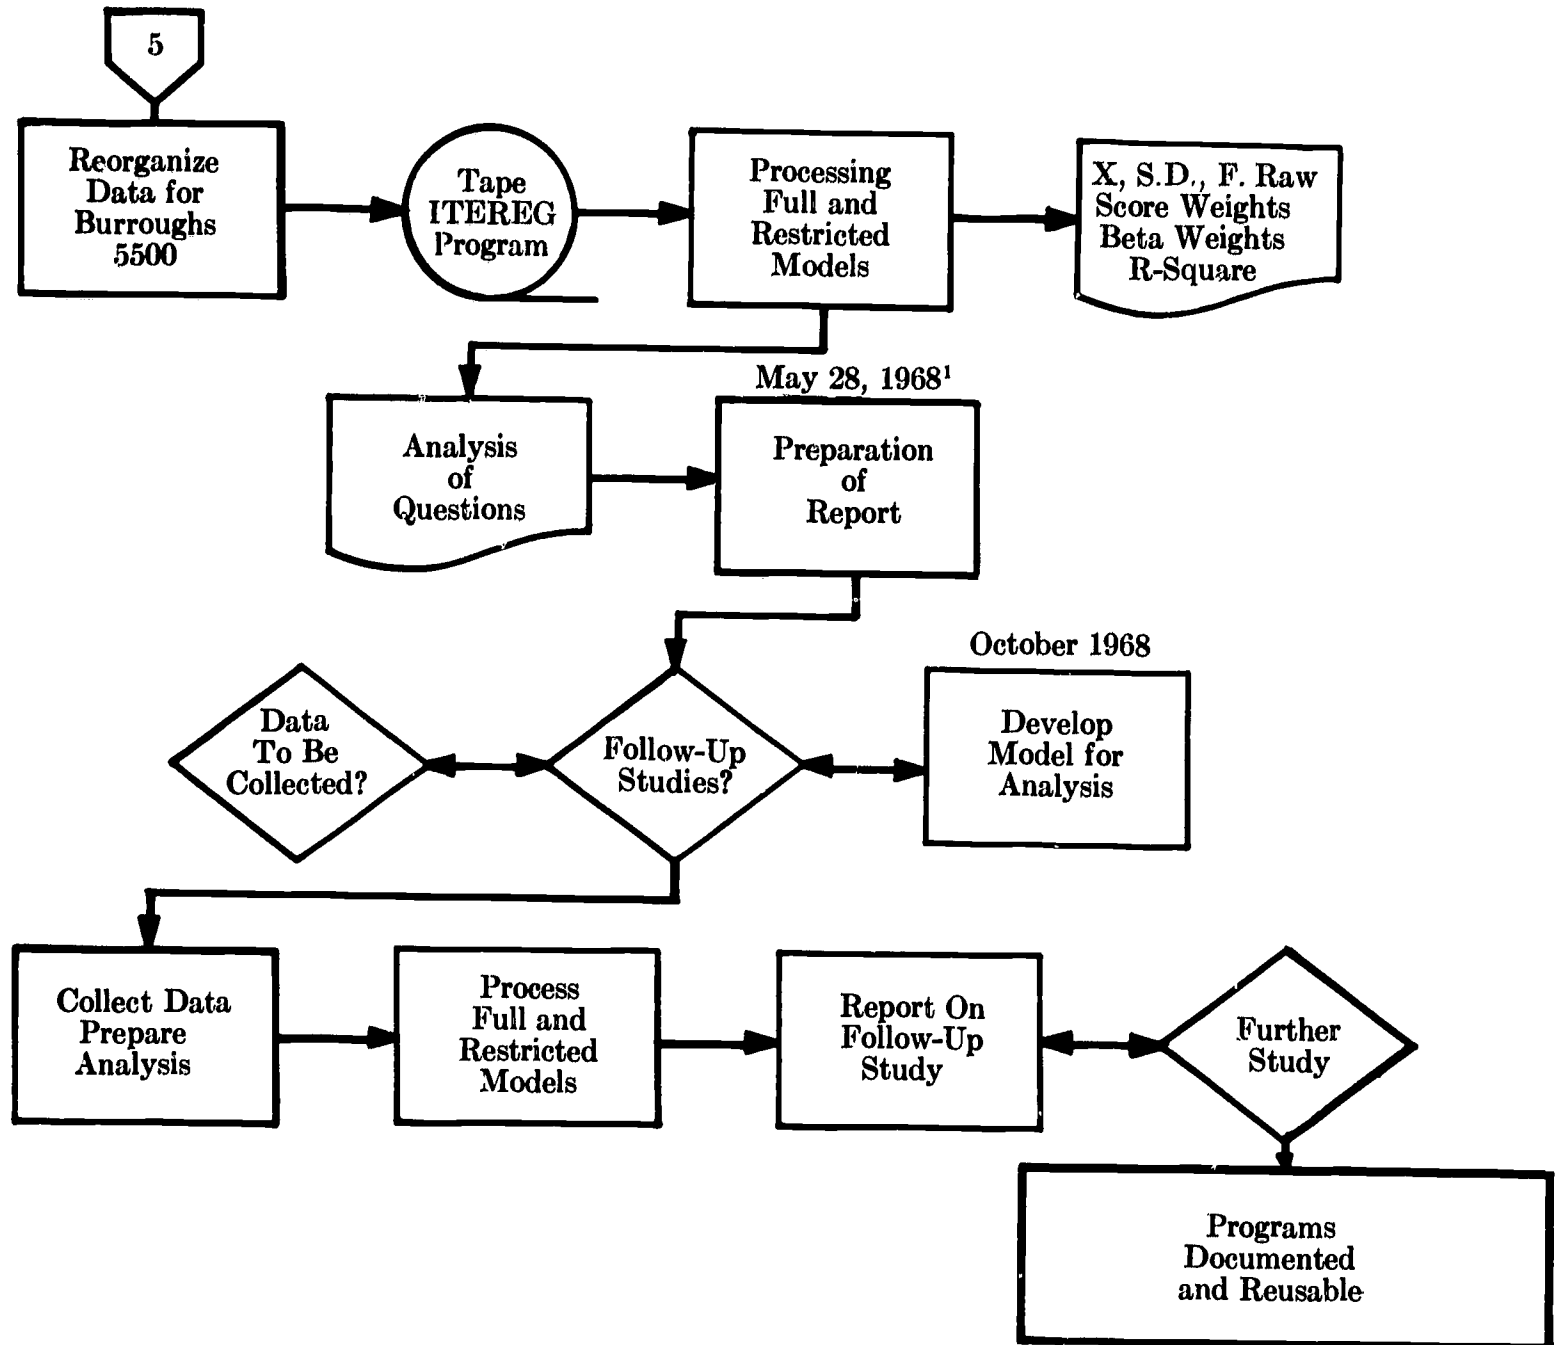 5
Reorganize
Data for
Burroughs
5500
Tape
ITEREG
Program
Processing
Full and
Restricted
Models
X, S.D., F. Raw
Score Weights
Beta Weights
R-Square
Analysis
of
Questions
May 28, 1968¹
Preparation
of
Report
Data
To Be
Collected?
Follow-Up
Studies?
October 1968
Develop
Model for
Analysis
Collect Data
Prepare
Analysis
Process
Full and
Restricted
Models
Report On
Follow-Up
Study
Further
Study
Programs
Documented
and Reusable